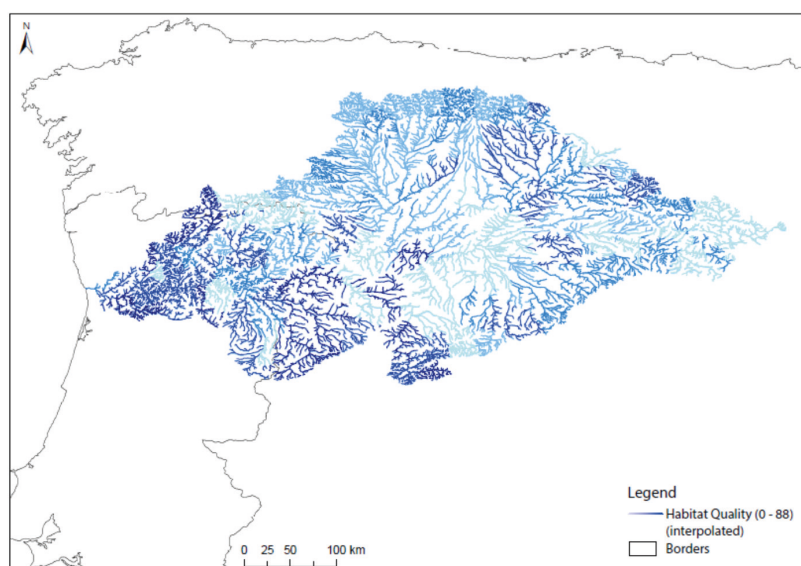 N
Legend
Habitat Quality (0 - 88)
(interpolated)
Borders
0 25 50 100 km